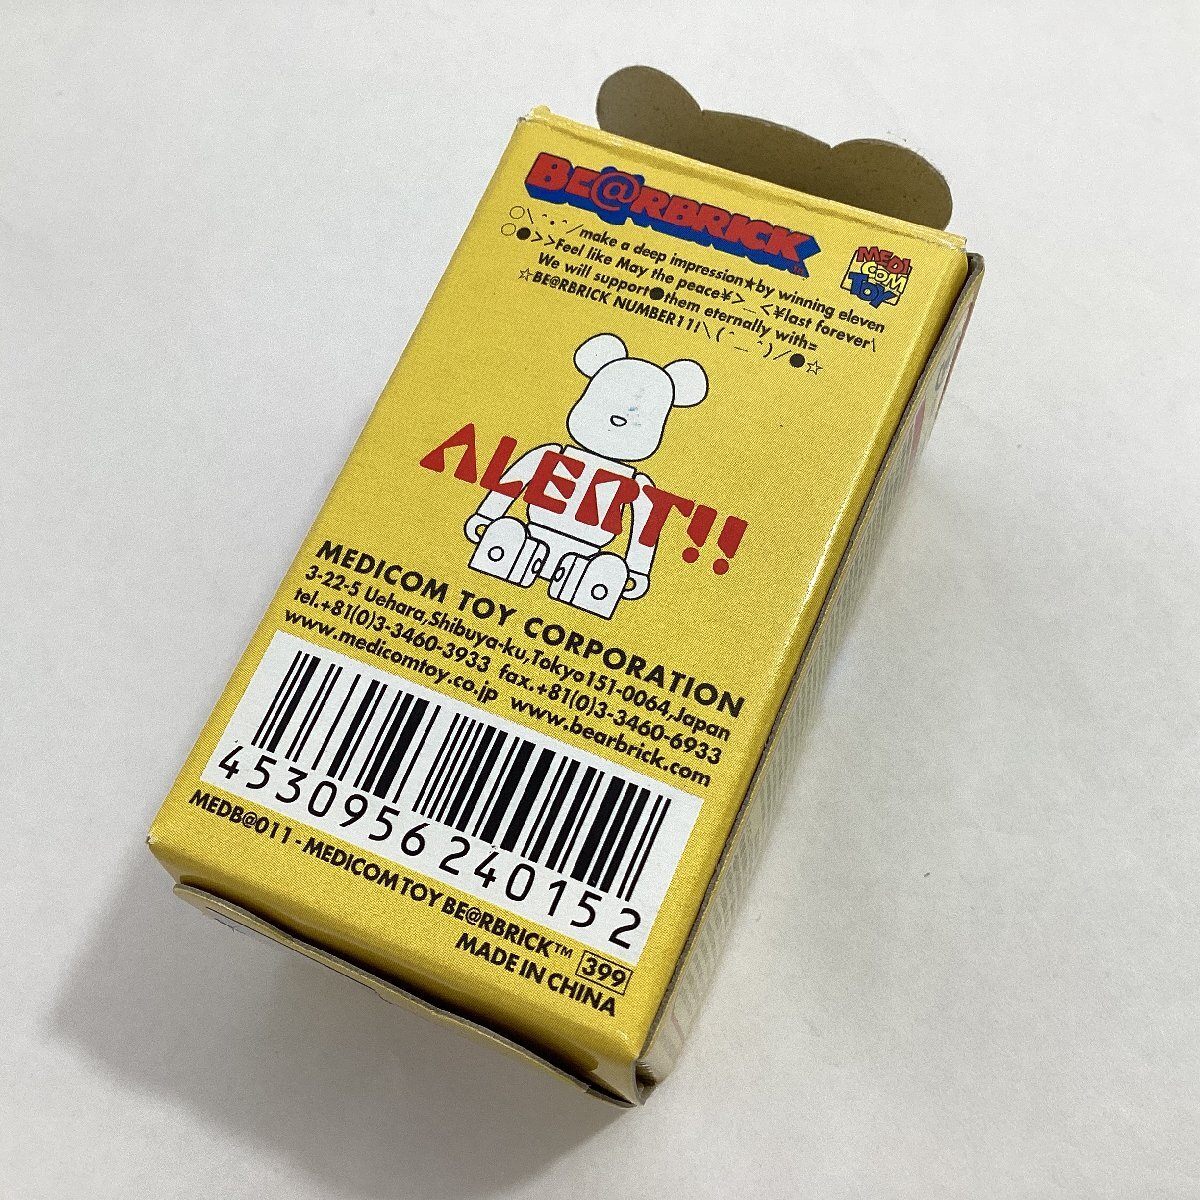 BE@RBRICK
MEDI
COM
TOY
○\ ˆ•ˆ／make a deep impression★by winning eleven
○●>>Feel like May the peace¥>＿<¥last forever\
We will support●them eternally with=
☆BE@RBRICK NUMBER11!\(ˆ＿ˆ)／●☆
ALERT!!
MEDICOM TOY CORPORATION
3-22-5 Uehara,Shibuya-ku,Tokyo151-0064,Japan
tel.+81(0)3-3460-3933 fax.+81(0)3-3460-6933
www.medicomtoy.co.jp www.bearbrick.com
4530956240152
MEDB@011 - MEDICOM TOY BE@RBRICK™ 399
MADE IN CHINA